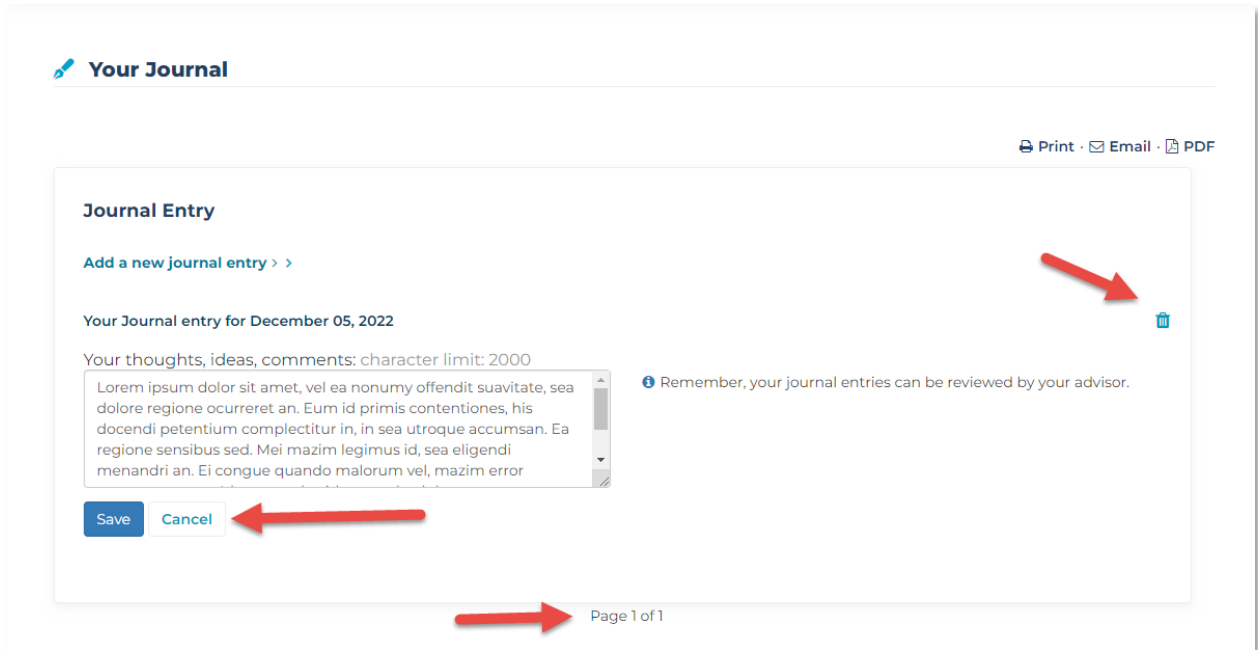 Your Journal
Print · Email · PDF
Journal Entry
Add a new journal entry > >
Your Journal entry for December 05, 2022
Your thoughts, ideas, comments: character limit: 2000
Lorem ipsum dolor sit amet, vel ea nonumy offendit suavitate, sea
dolore regione ocurreret an. Eum id primis contentiones, his
docendi petentium complectitur in, in sea utroque accumsan. Ea
regione sensibus sed. Mei mazim legimus id, sea eligendi
menandri an. Ei congue quando malorum vel, mazim error
Remember, your journal entries can be reviewed by your advisor.
Save Cancel
Page 1 of 1